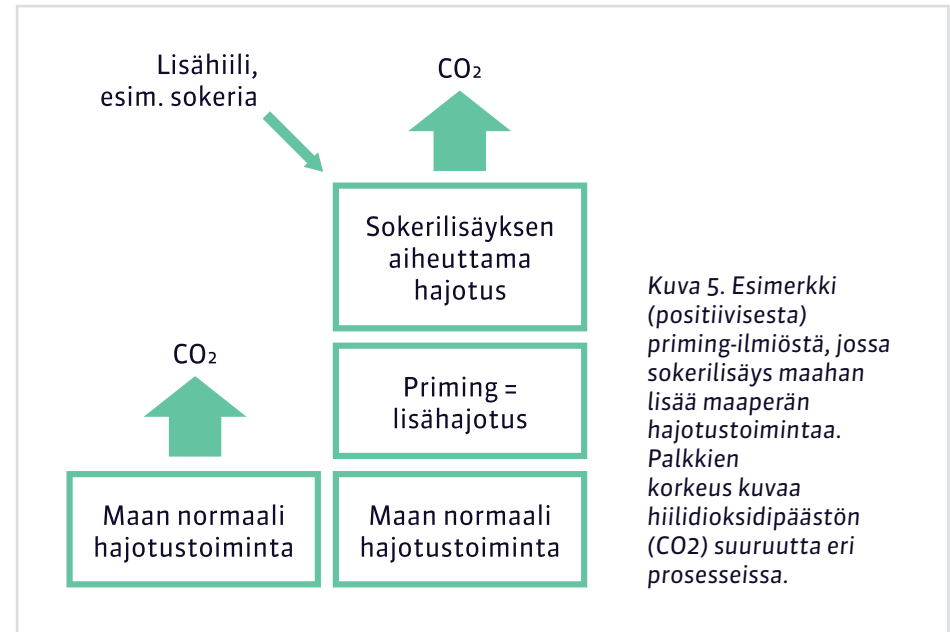 Lisähiili,
esim. sokeria
CO₂
Sokerilisäyksen
aiheuttama
hajotus
CO₂
Priming =
lisähajotus
Maan normaali
hajotustoiminta
Maan normaali
hajotustoiminta
Kuva 5. Esimerkki
(positiivisesta)
priming-ilmiöstä, jossa
sokerilisäys maahan
lisää maaperän
hajotustoimintaa.
Palkkien
korkeus kuvaa
hiilidioksidipäästön
(CO2) suuruutta eri
prosesseissa.